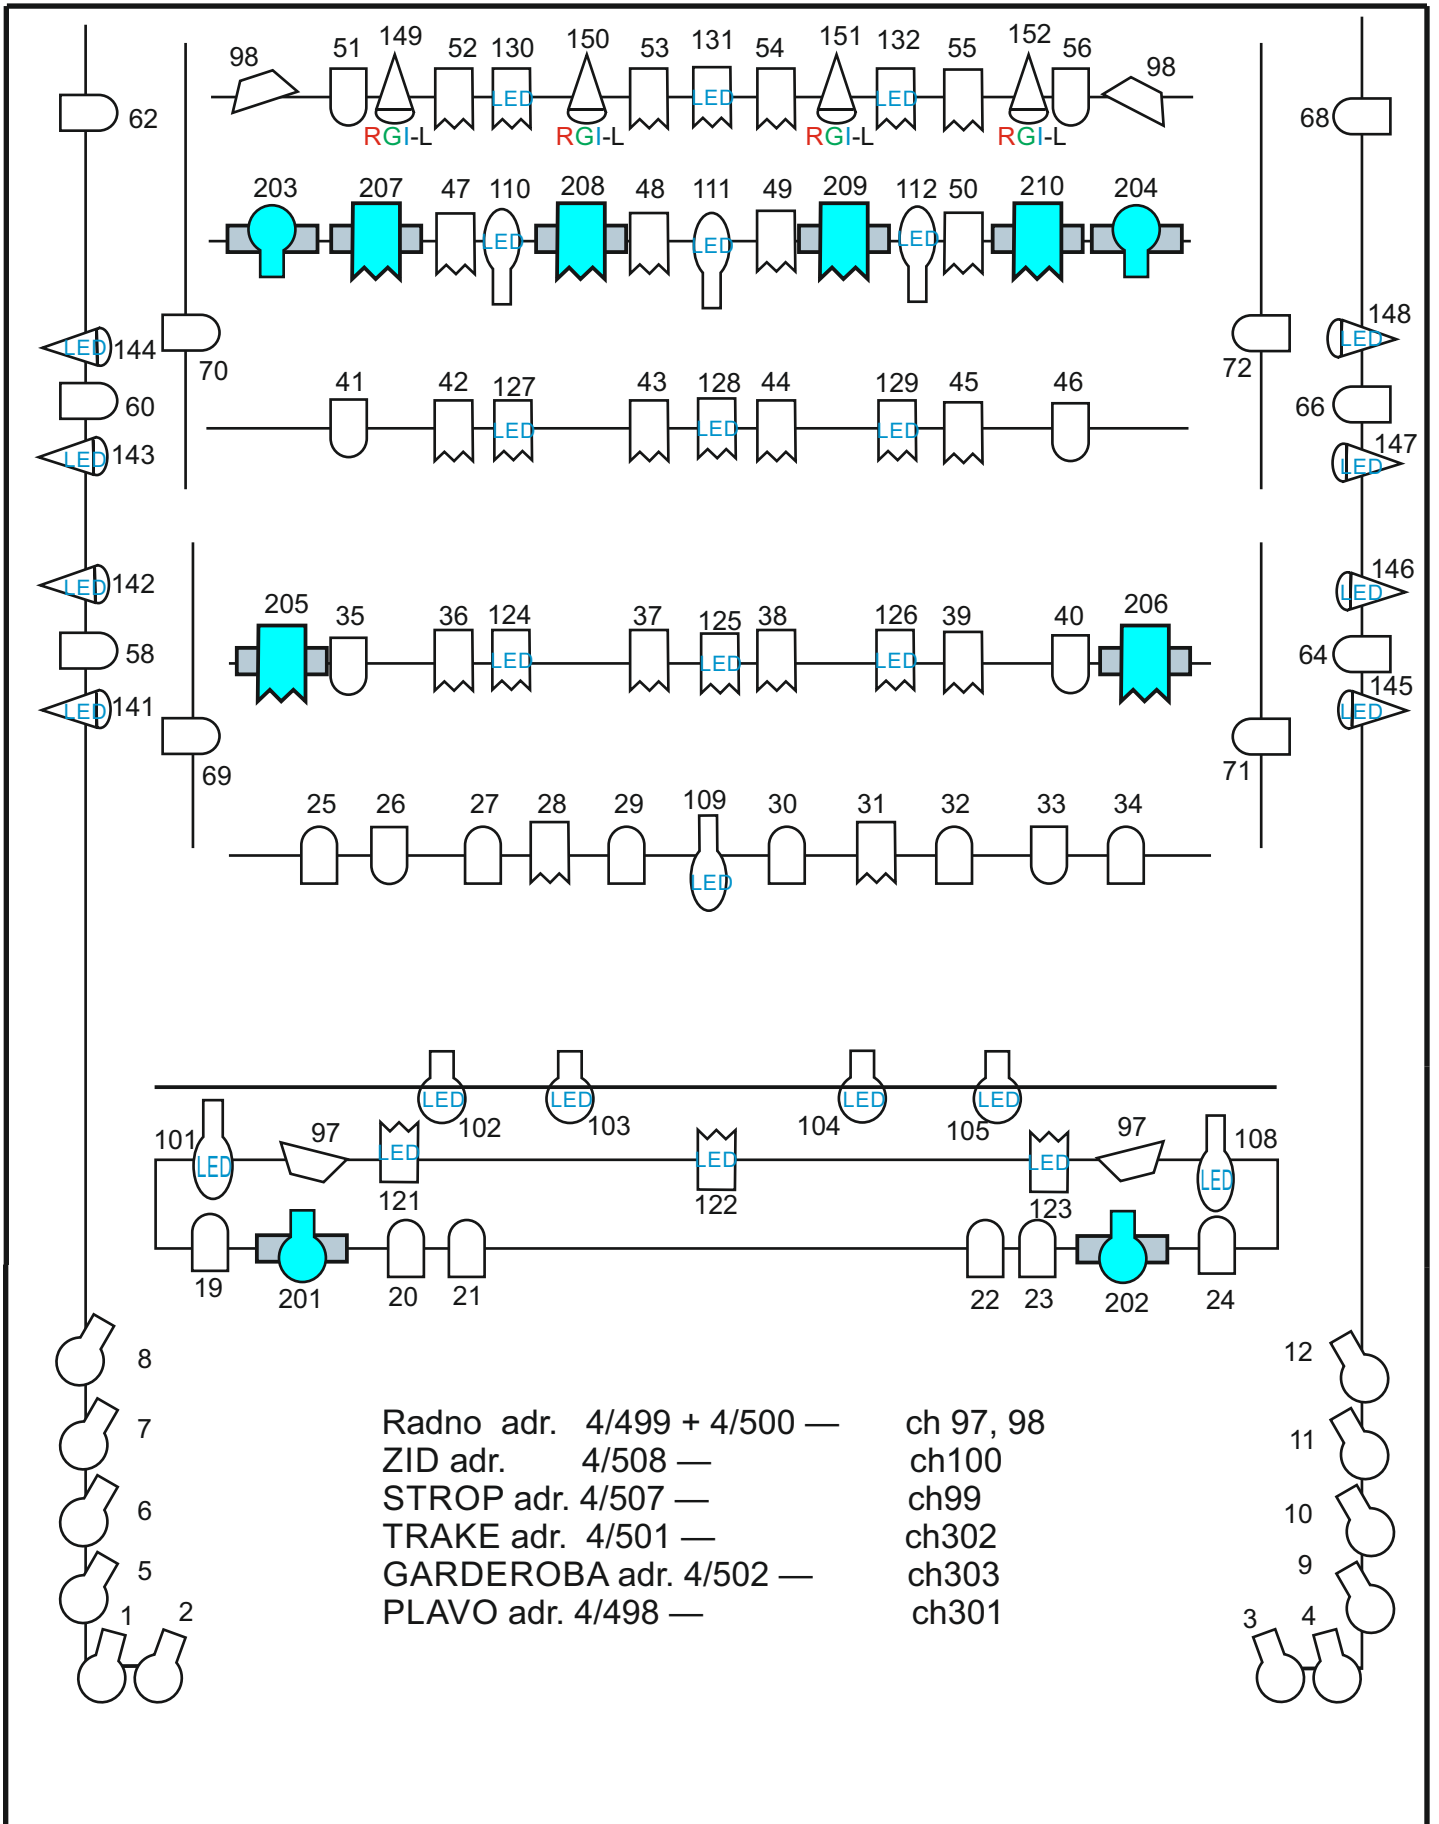 98 51 149 52 130 150 53 131 54 151 132 55 152 56 98
LED LED LED
RGI-L RGI-L RGI-L RGI-L
62 68
203 207 47 110 208 48 111 49 209 112 50 210 204
LED LED LED
144 LED 70 72 148 LED
41 42 127 43 128 44 129 45 46
LED LED LED
60 66
143 LED 147 LED
142 LED 146 LED
205 35 36 124 37 125 38 126 39 40 206
LED LED LED
58 64
141 LED 145 LED
69 71
25 26 27 28 29 109 30 31 32 33 34
LED
LED LED LED LED
102 103 104 105
101 97 97 108
LED LED LED LED LED
121 122 123
19 201 20 21 22 23 202 24
8 12
7 11
6 10
5 9
1 2 3 4
Radno adr. 4/499 + 4/500 — ch 97, 98
ZID adr. 4/508 — ch100
STROP adr. 4/507 — ch99
TRAKE adr. 4/501 — ch302
GARDEROBA adr. 4/502 — ch303
PLAVO adr. 4/498 — ch301